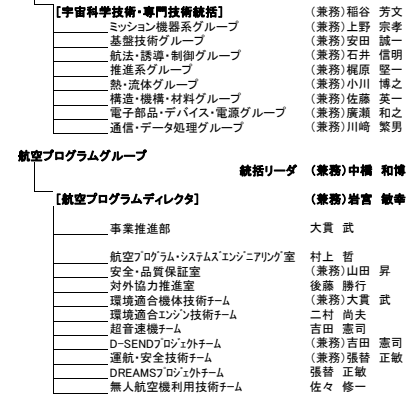 [宇宙科学技術・専門技術統括] (兼務)稲谷 芳文
ミッション機器系グループ (兼務)上野 宗孝
基盤技術グループ (兼務)安田 誠一
航法・誘導・制御グループ (兼務)石井 信明
推進系グループ (兼務)梶原 堅一
熱・流体グループ (兼務)小川 博之
構造・機構・材料グループ (兼務)佐藤 英一
電子部品・デバイス・電源グループ (兼務)廣瀬 和之
通信・データ処理グループ (兼務)川﨑 繁男
航空プログラムグループ
統括リーダ (兼務)中橋 和博
[航空プログラムディレクタ] (兼務)岩宮 敏幸
事業推進部 大貫 武
航空プログラム・システムズエンジニアリング室 村上 哲
安全・品質保証室 (兼務)山田 昇
対外協力推進室 後藤 勝行
環境適合機体技術チーム (兼務)大貫 武
環境適合エンジン技術チーム 二村 尚夫
超音速機チーム 吉田 憲司
D-SENDプロジェクトチーム (兼務)吉田 憲司
運航・安全技術チーム (兼務)張替 正敏
DREAMSプロジェクトチーム 張替 正敏
無人航空機利用技術チーム 佐々 修一